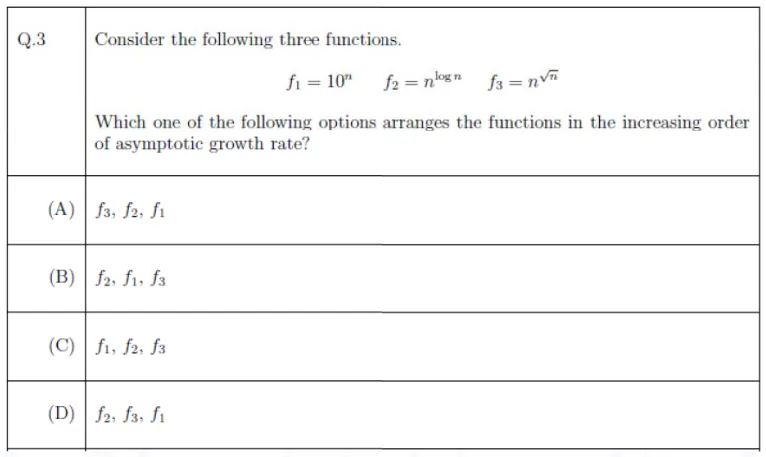 Q.3 Consider the following three functions.
f₁ = 10ⁿ f₂ = n^{log n} f₃ = n^{√n}
Which one of the following options arranges the functions in the increasing order
of asymptotic growth rate?
(A) f₃, f₂, f₁
(B) f₂, f₁, f₃
(C) f₁, f₂, f₃
(D) f₂, f₃, f₁